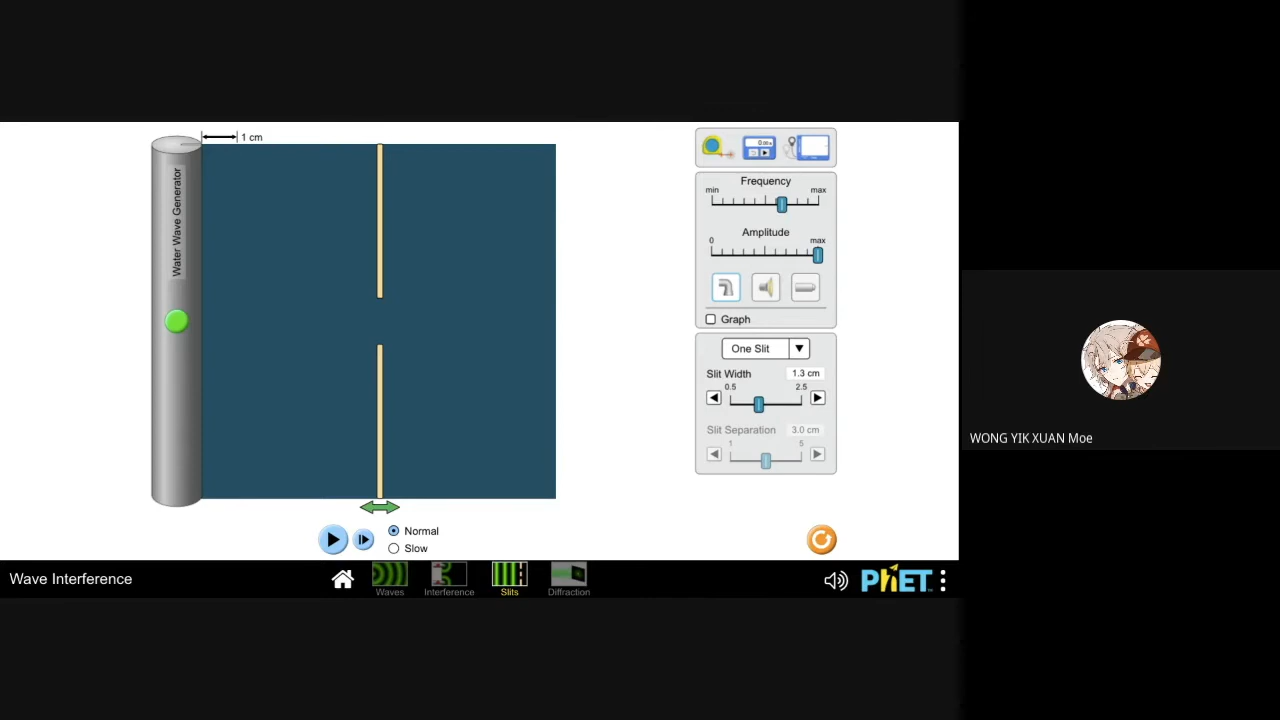 1 cm
Water Wave Generator
0.00 s
Frequency
min
max
Amplitude
0
max
Graph
One Slit
Slit Width
1.3 cm
0.5
2.5
Slit Separation
3.0 cm
1
5
Normal
Slow
WONG YIK XUAN Moe
Wave Interference
Waves
Interference
Slits
Diffraction
PhET